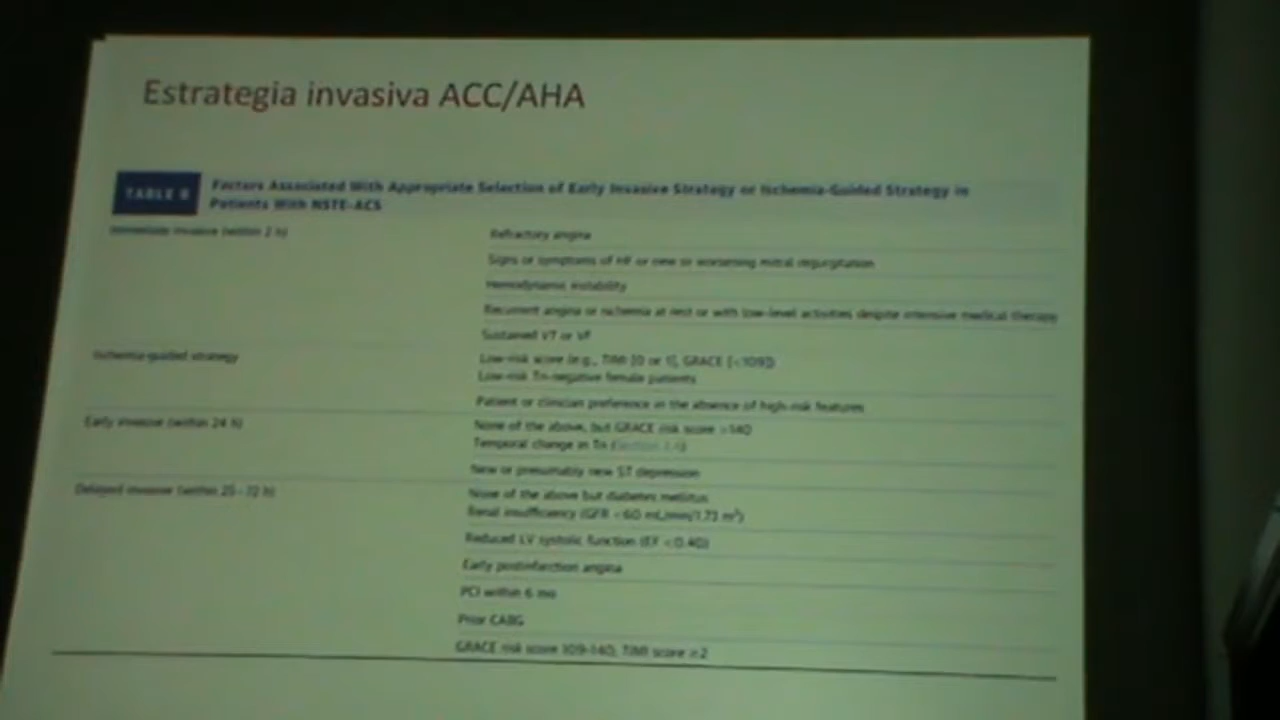 Estrategia invasiva ACC/AHA
TABLE 8 Factors Associated With Appropriate Selection of Early Invasive Strategy or Ischemia-Guided Strategy in
Patients With NSTE-ACS
Immediate invasive (within 2 h) Refractory angina
Signs or symptoms of HF or new or worsening mitral regurgitation
Hemodynamic instability
Recurrent angina or ischemia at rest or with low-level activities despite intensive medical therapy
Sustained VT or VF
Ischemia-guided strategy Low-risk score (e.g., TIMI [0 or 1], GRACE [<109])
Low-risk Tn-negative female patients
Patient or clinician preference in the absence of high-risk features
Early invasive (within 24 h) None of the above, but GRACE risk score >140
Temporal change in Tn (Section)
New or presumably new ST depression
Delayed invasive (within 25-72 h) None of the above but diabetes mellitus
Renal insufficiency (GFR <60 mL/min/1.73 m²)
Reduced LV systolic function (EF <0.40)
Early postinfarction angina
PCI within 6 mo
Prior CABG
GRACE risk score 109-140; TIMI score ≥2